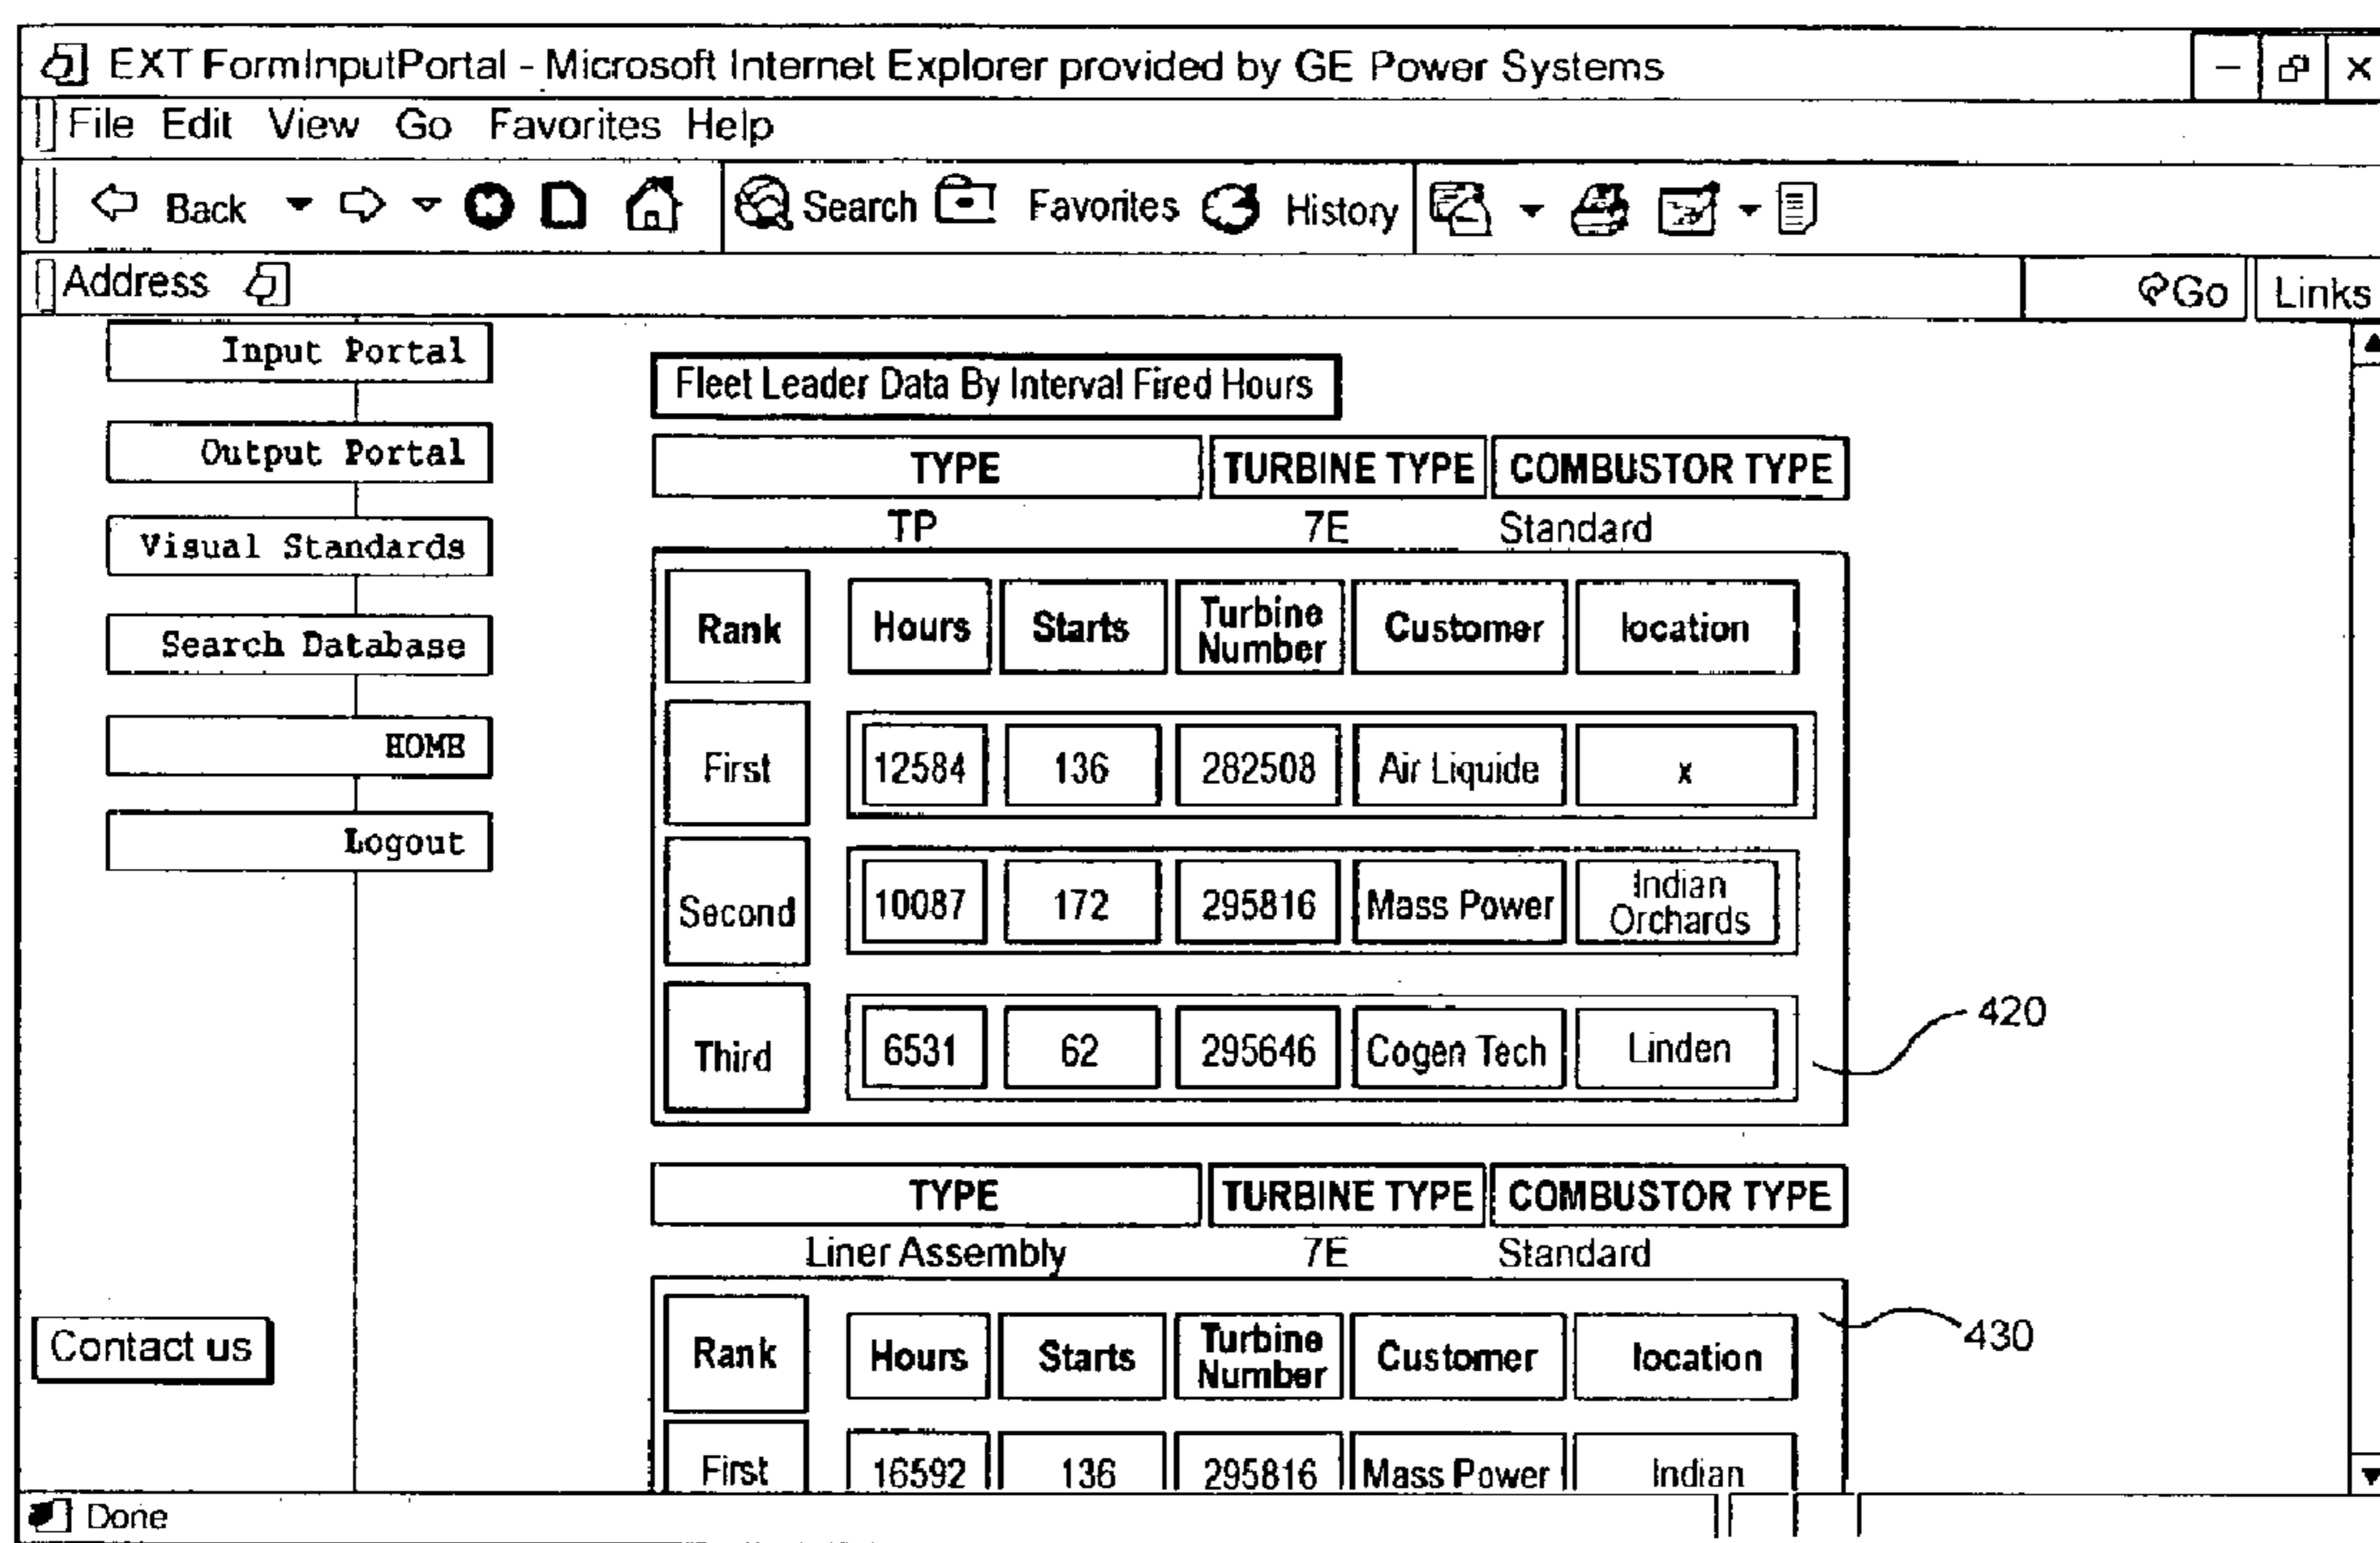 EXT FormInputPortal - Microsoft Internet Explorer provided by GE Power Systems
File Edit View Go Favorites Help
Back Search Favorites History
Address Go Links
Input Portal
Output Portal
Visual Standards
Search Database
HOME
Logout
Contact us
Fleet Leader Data By Interval Fired Hours
TYPE TURBINE TYPE COMBUSTOR TYPE
TP 7E Standard
Rank Hours Starts Turbine Number Customer location
First 12584 136 282508 Air Liquide x
Second 10087 172 295816 Mass Power Indian Orchards
Third 6531 62 295646 Cogen Tech Linden
420
TYPE TURBINE TYPE COMBUSTOR TYPE
Liner Assembly 7E Standard
Rank Hours Starts Turbine Number Customer location
430
First 16592 136 295816 Mass Power Indian
Done